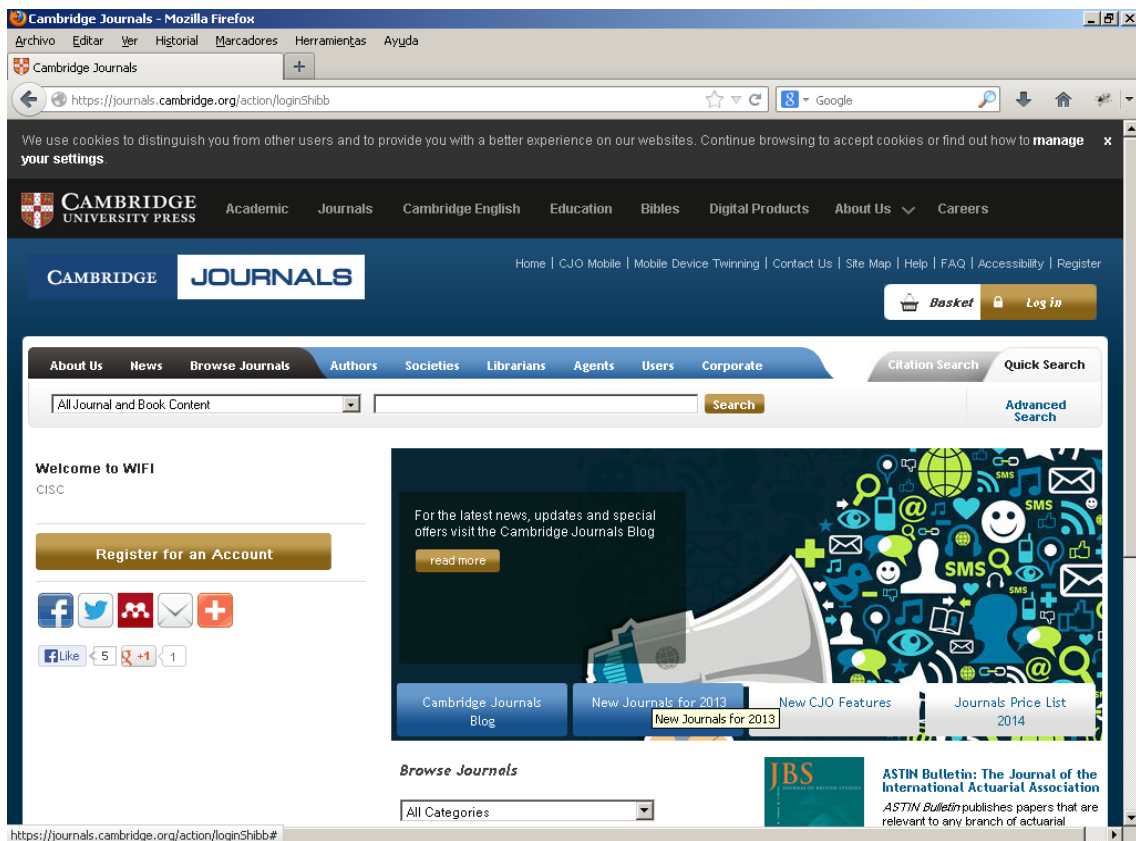 Cambridge Journals - Mozilla Firefox
Archivo Editar Ver Historial Marcadores Herramientas Ayuda
Cambridge Journals +
https://journals.cambridge.org/action/loginShibb
Google
We use cookies to distinguish you from other users and to provide you with a better experience on our websites. Continue browsing to accept cookies or find out how to manage x
your settings.
CAMBRIDGE
UNIVERSITY PRESS
Academic Journals Cambridge English Education Bibles Digital Products About Us Careers
CAMBRIDGE JOURNALS
Home | CJO Mobile | Mobile Device Twinning | Contact Us | Site Map | Help | FAQ | Accessibility | Register
Basket Log in
About Us News Browse Journals Authors Societies Librarians Agents Users Corporate Citation Search Quick Search
All Journal and Book Content Search Advanced
Search
Welcome to WIFI
CISC
Register for an Account
Like 5 +1 1
For the latest news, updates and special
offers visit the Cambridge Journals Blog
read more
SMS
SMS
SMS
SMS
Cambridge Journals
Blog
New Journals for 2013
New Journals for 2013
New CJO Features
Journals Price List
2014
Browse Journals
All Categories
JBS
JOURNAL OF BRITISH STUDIES
ASTIN Bulletin: The Journal of the
International Actuarial Association
ASTIN Bulletin publishes papers that are
relevant to any branch of actuarial
https://journals.cambridge.org/action/loginShibb#